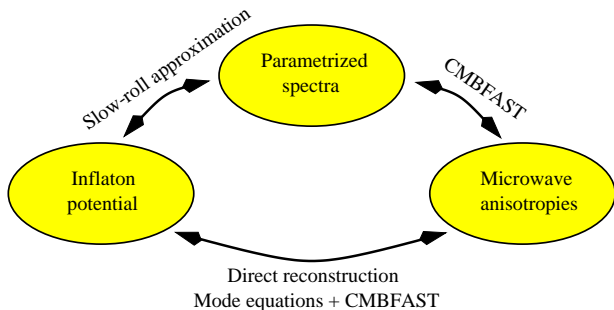 Slow-roll approximation
Parametrized
spectra
CMBFAST
Inflaton
potential
Microwave
anisotropies
Direct reconstruction
Mode equations + CMBFAST